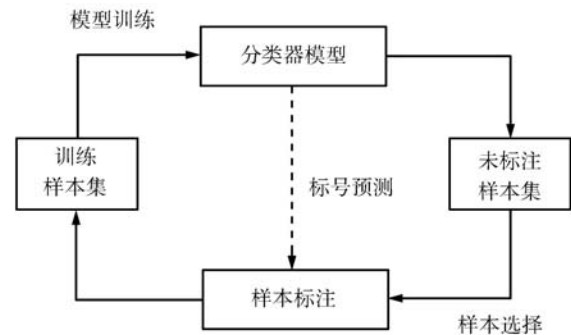 模型训练
分类器模型
训练
样本集
未标注
样本集
标号预测
样本标注
样本选择